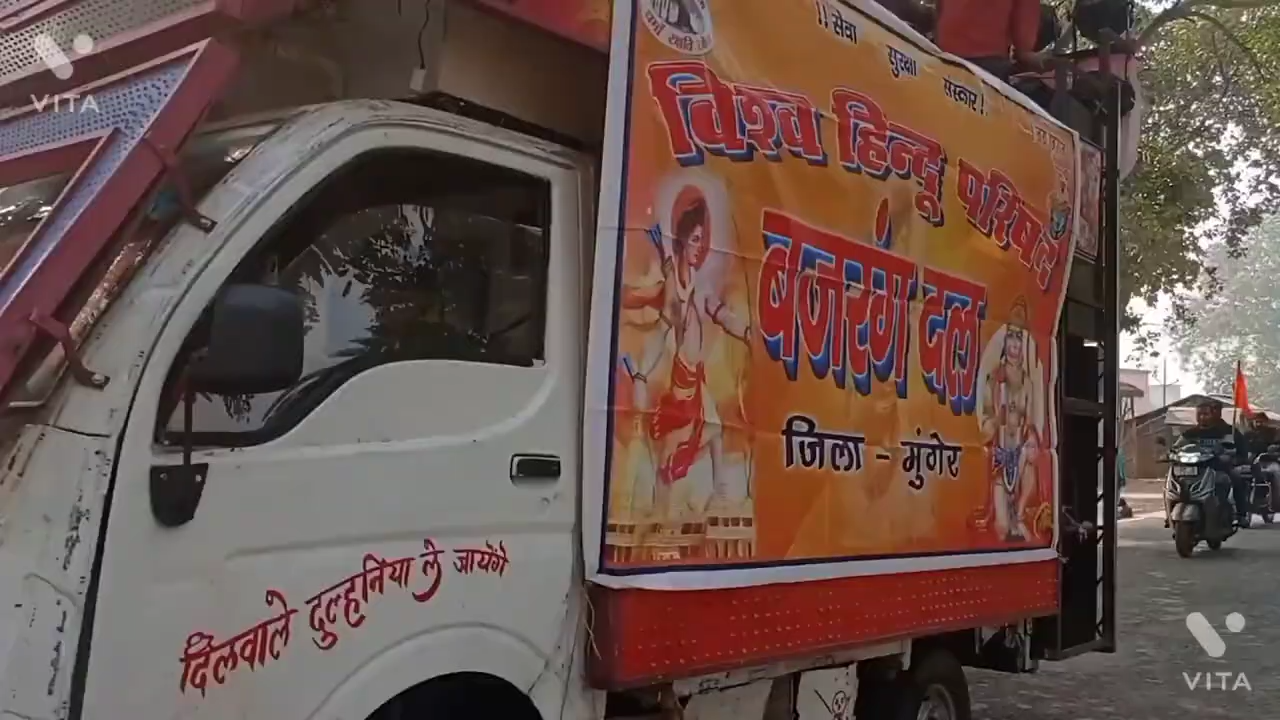 VITA
!! सेवा सुरक्षा संस्कार !
विश्व हिन्दू परिषद
बजरंग दल
जिला - मुंगेर
दिलवाले दुल्हनिया ले जायेंगे
VITA